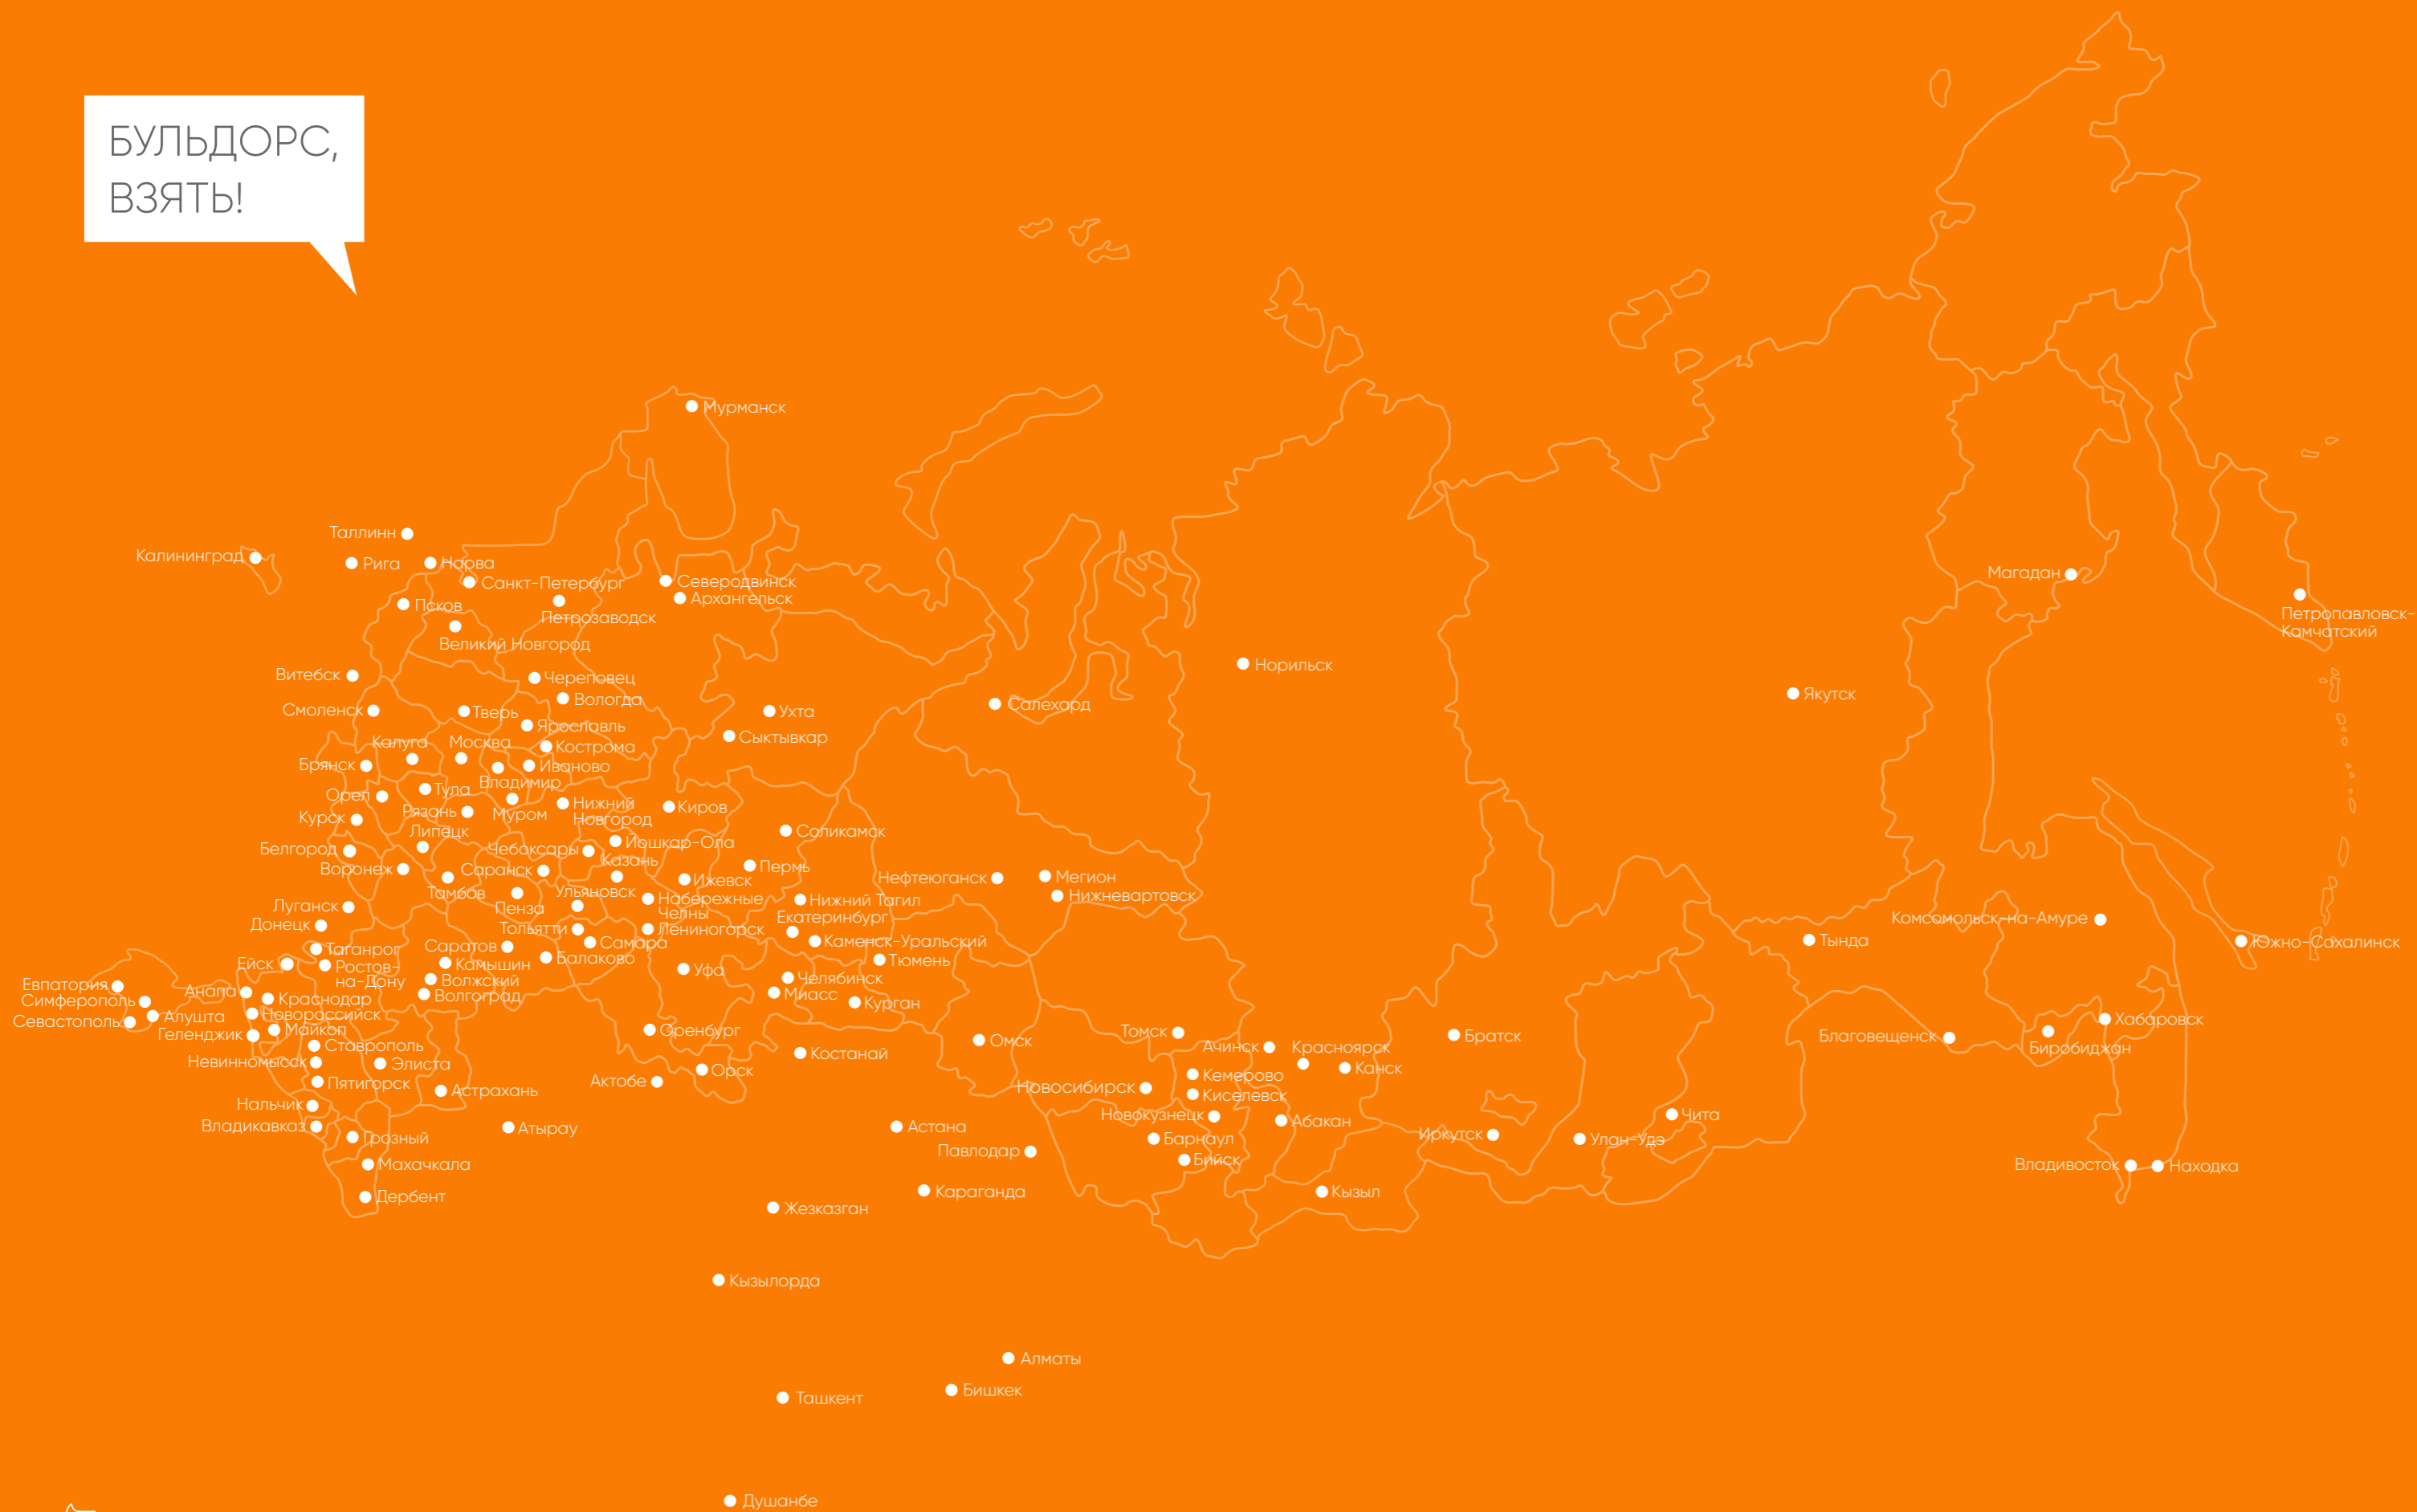 БУЛЬДОРС,
ВЗЯТЬ!
Мурманск
Таллинн
Калининград
Рига
Нарва
Санкт-Петербург
Северодвинск
Архангельск
Псков
Петрозаводск
Великий Новгород
Магадан
Петропавловск-
Камчатский
Витебск
Череповец
Вологда
Норильск
Якутск
Салехард
Смоленск
Тверь
Ухта
Ярославль
Сыктывкар
Калуга
Москва
Кострома
Брянск
Иваново
Владимир
Орел
Тула
Рязань
Муром
Нижний
Новгород
Киров
Курск
Липецк
Соликамск
Белгород
Чебоксары
Йошкар-Ола
Казань
Воронеж
Саранск
Пермь
Ижевск
Нефтеюганск
Мегион
Нижневартовск
Тамбов
Ульяновск
Набережные
Челны
Нижний Тагил
Екатеринбург
Луганск
Пенза
Донецк
Тольятти
Лениногорск
Комсомольск-на-Амуре
Таганрог
Саратов
Самара
Каменск-Уральский
Тында
Южно-Сахалинск
Ейск
Ростов-
на-Дону
Камышин
Балаково
Тюмень
Уфа
Волжский
Челябинск
Евпатория
Анапа
Волгоград
Миасс
Симферополь
Краснодар
Курган
Севастополь
Алушта
Новороссийск
Хабаровск
Геленджик
Майкоп
Оренбург
Томск
Братск
Благовещенск
Ставрополь
Омск
Ачинск
Красноярск
Биробиджан
Невинномысск
Элиста
Костанай
Канск
Пятигорск
Актобе
Орск
Кемерово
Новосибирск
Киселевск
Астрахань
Нальчик
Новокузнецк
Абакан
Чита
Владикавказ
Атырау
Астана
Иркутск
Улан-Удэ
Грозный
Барнаул
Павлодар
Бийск
Махачкала
Владивосток
Находка
Дербент
Караганда
Кызыл
Жезказган
Кызылорда
Алматы
Бишкек
Ташкент
Душанбе